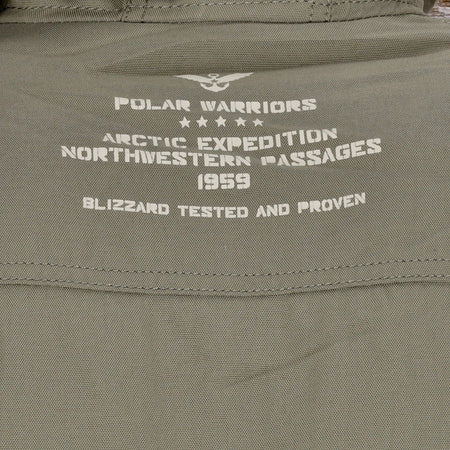 POLAR WARRIORS
ARCTIC EXPEDITION
NORTHWESTERN PASSAGES
1959
BLIZZARD TESTED AND PROVEN